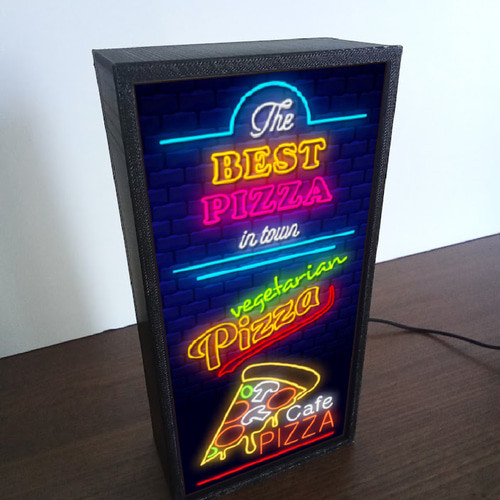 The
BEST
PIZZA
in town
vegetarian
Pizza
Cafe
PIZZA